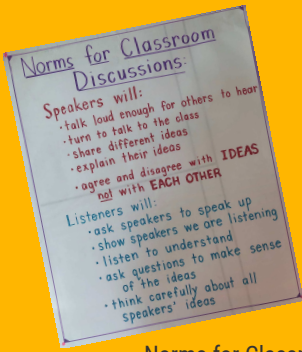 Norms for Classroom
Discussions:
Speakers will:
· talk loud enough for others to hear
· turn to talk to the class
· share different ideas
· explain their ideas
· agree and disagree with IDEAS
not with EACH OTHER
Listeners will:
· ask speakers to speak up
· show speakers we are listening
· listen to understand
· ask questions to make sense
of the ideas
· think carefully about all
speakers' ideas
Norms for Classr